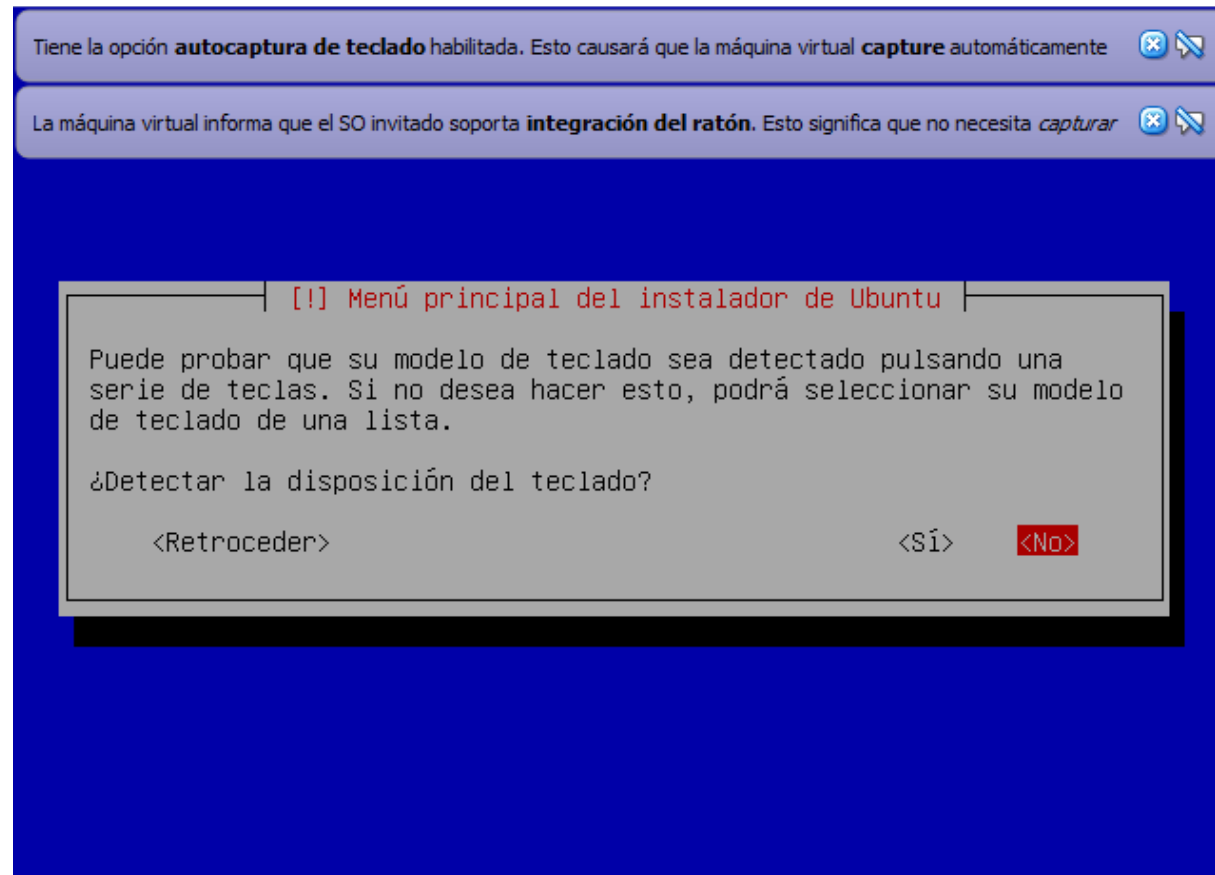 Tiene la opción autocaptura de teclado habilitada. Esto causará que la máquina virtual capture automáticamente
La máquina virtual informa que el SO invitado soporta integración del ratón. Esto significa que no necesita capturar
[!] Menú principal del instalador de Ubuntu
Puede probar que su modelo de teclado sea detectado pulsando una
serie de teclas. Si no desea hacer esto, podrá seleccionar su modelo
de teclado de una lista.
¿Detectar la disposición del teclado?
<Retroceder> <Sí> <No>